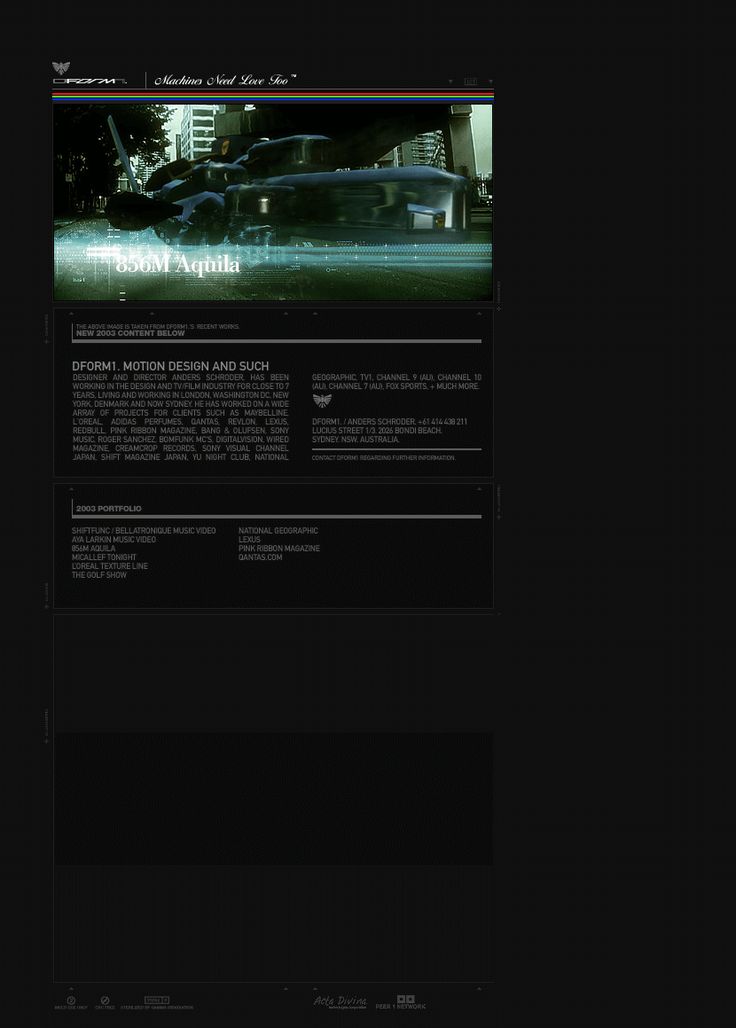 DFORM1.
Machines Need Love Too™
856M Aquila
THE ABOVE IMAGE IS TAKEN FROM DFORM1.'S RECENT WORKS.
NEW 2003 CONTENT BELOW
DFORM1. MOTION DESIGN AND SUCH
DESIGNER AND DIRECTOR ANDERS SCHRODER, HAS BEEN
WORKING IN THE DESIGN AND TV/FILM INDUSTRY FOR CLOSE TO 7
YEARS, LIVING AND WORKING IN LONDON, WASHINGTON DC, NEW
YORK, DENMARK AND NOW SYDNEY. HE HAS WORKED ON A WIDE
ARRAY OF PROJECTS FOR CLIENTS SUCH AS MAYBELLINE,
L'OREAL, ADIDAS PERFUMES, QANTAS, REVLON, LEXUS,
REDBULL, PINK RIBBON MAGAZINE, BANG & OLUFSEN, SONY
MUSIC, ROGER SANCHEZ, BOMFUNK MC'S, DIGITALVISION, WIRED
MAGAZINE, CREAMCROP RECORDS, SONY VISUAL CHANNEL
JAPAN, SHIFT MAGAZINE JAPAN, YU NIGHT CLUB, NATIONAL
GEOGRAPHIC, TV1, CHANNEL 9 (AU), CHANNEL 10
(AU), CHANNEL 7 (AU), FOX SPORTS, + MUCH MORE.
DFORM1. / ANDERS SCHRODER, +61 414 438 211
LUCIUS STREET 1/3. 2026 BONDI BEACH.
SYDNEY. NSW. AUSTRALIA.
CONTACT DFORM1 REGARDING FURTHER INFORMATION.
2003 PORTFOLIO
SHIFTFUNC / BELLATRONIQUE MUSIC VIDEO
AYA LARKIN MUSIC VIDEO
856M AQUILA
MICALLEF TONIGHT
L'OREAL TEXTURE LINE
THE GOLF SHOW
NATIONAL GEOGRAPHIC
LEXUS
PINK RIBBON MAGAZINE
QANTAS.COM
Acta Divina
PEER 1 NETWORK